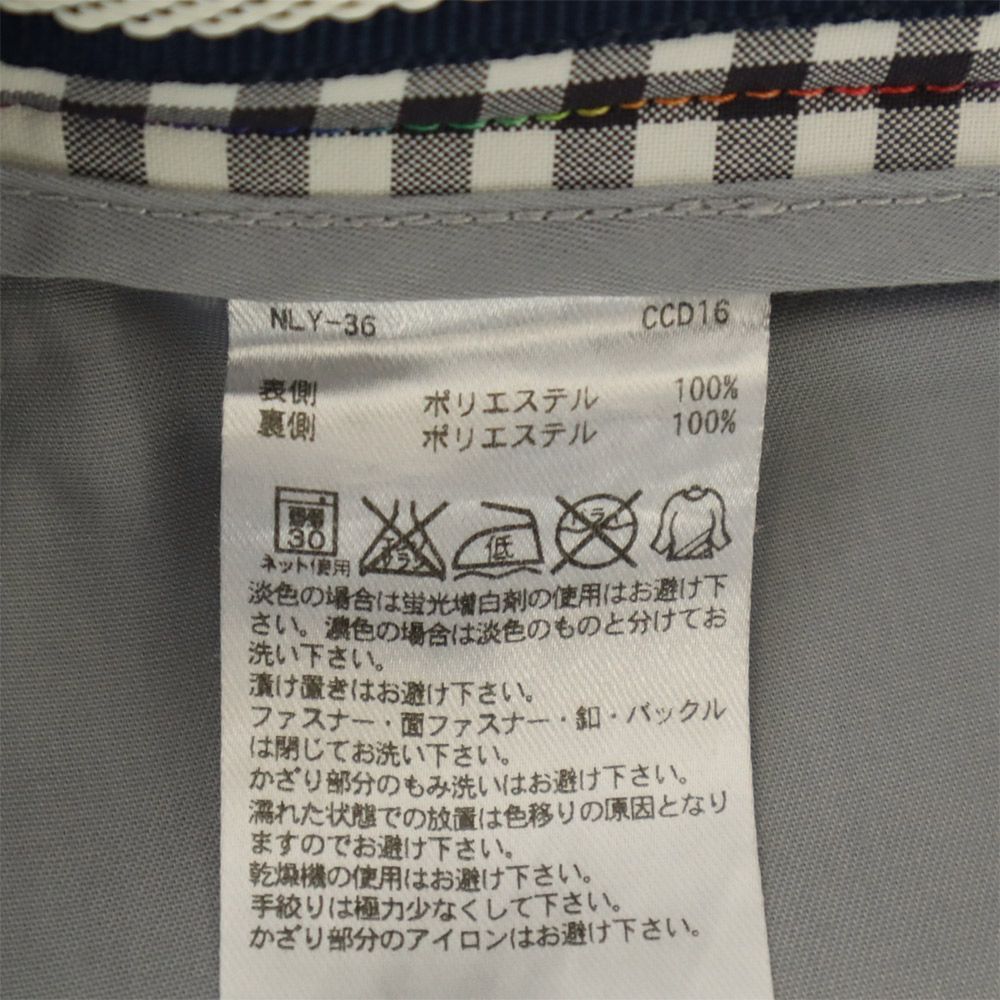 NLY-36 CCD16
表側 ポリエステル 100%
裏側 ポリエステル 100%
30
エンソ サラシ
低
ドライ
ネット使用
淡色の場合は蛍光増白剤の使用はお避け下
さい。濃色の場合は淡色のものと分けてお
洗い下さい。
漬け置きはお避け下さい。
ファスナー・面ファスナー・釦・バックル
は閉じてお洗い下さい。
かざり部分のもみ洗いはお避け下さい。
濡れた状態での放置は色移りの原因となり
ますのでお避け下さい。
乾燥機の使用はお避け下さい。
手絞りは極力少なくして下さい。
かざり部分のアイロンはお避け下さい。